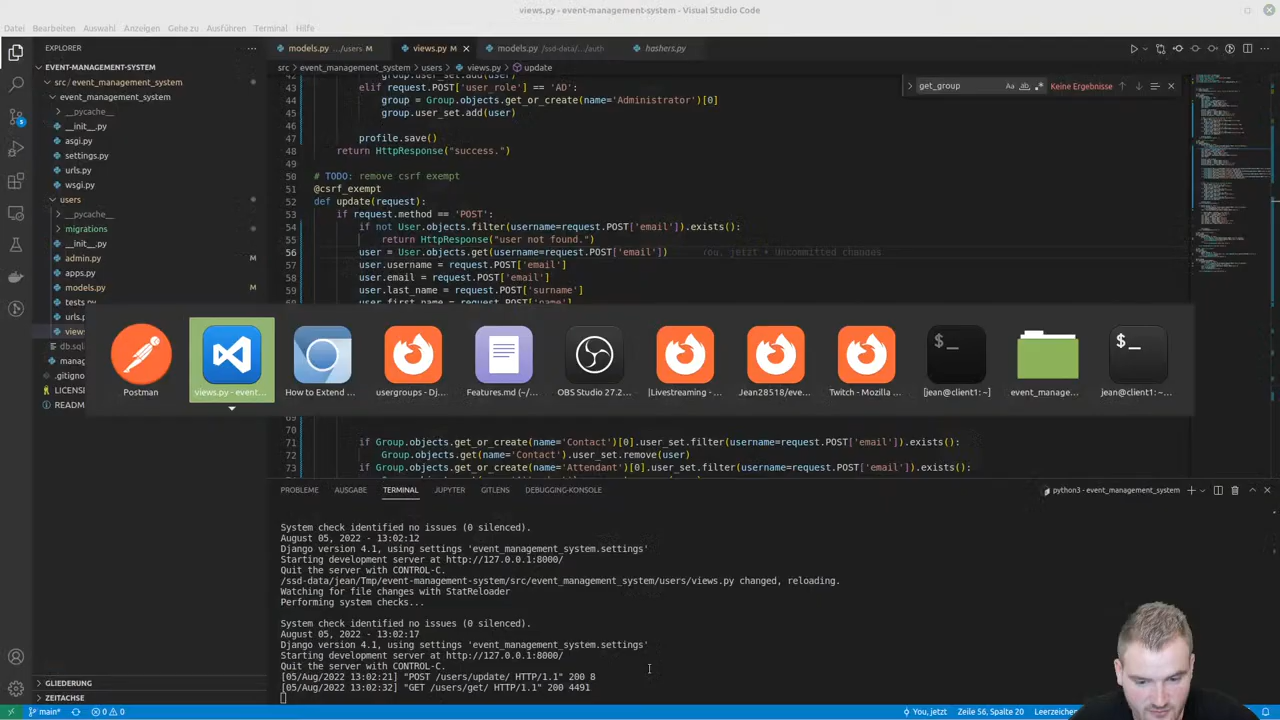 views.py - event-management-system - Visual Studio Code
Datei Bearbeiten Auswahl Anzeigen Gehe zu Ausführen Terminal Hilfe
EXPLORER
models.py .../users M
views.py M
models.py /ssd-data/.../auth
hashers.py
EVENT-MANAGEMENT-SYSTEM
src > event_management_system > users > views.py > update
src / event_management_system
event_management_system
__pycache__
__init__.py
asgi.py
settings.py
urls.py
wsgi.py
users
__pycache__
migrations
__init__.py
admin.py
apps.py
models.py
tests.py
urls.p
views
db.sql
manag
.gitigno
LICENS
README
get_group
Keine Ergebnisse
42 group.user_set.add(user)
43 elif request.POST['user_role'] == 'AD':
44 group = Group.objects.get_or_create(name='Administrator')[0]
45 group.user_set.add(user)
46
47 profile.save()
48 return HttpResponse("success.")
49
50 # TODO: remove csrf exempt
51 @csrf_exempt
52 def update(request):
53 if request.method == 'POST':
54 if not User.objects.filter(username=request.POST['email']).exists():
55 return HttpResponse("user not found.")
56 user = User.objects.get(username=request.POST['email']) You, jetzt • Uncommitted changes
57 user.username = request.POST['email']
58 user.email = request.POST['email']
59 user.last_name = request.POST['surname']
user.first_name = request.POST['name']
Postman
views.py - event...
How to Extend ...
usergroups - Dj...
Features.md (~/...
OBS Studio 27.2...
|Livestreaming - ...
Jean28518/eve...
Twitch - Mozilla ...
[jean@client1: ~]
event_manage...
jean@client1: ~...
70
71 if Group.objects.get_or_create(name='Contact')[0].user_set.filter(username=request.POST['email']).exists():
72 Group.objects.get(name='Contact').user_set.remove(user)
73 if Group.objects.get_or_create(name='Attendant')[0].user_set.filter(username=request.POST['email']).exists():
PROBLEME AUSGABE TERMINAL JUPYTER GITLENS DEBUGGING-KONSOLE
python3 - event_management_system
System check identified no issues (0 silenced).
August 05, 2022 - 13:02:12
Django version 4.1, using settings 'event_management_system.settings'
Starting development server at http://127.0.0.1:8000/
Quit the server with CONTROL-C.
/ssd-data/jean/Tmp/event-management-system/src/event_management_system/users/views.py changed, reloading.
Watching for file changes with StatReloader
Performing system checks...
System check identified no issues (0 silenced).
August 05, 2022 - 13:02:17
Django version 4.1, using settings 'event_management_system.settings'
Starting development server at http://127.0.0.1:8000/
Quit the server with CONTROL-C.
[05/Aug/2022 13:02:21] "POST /users/update/ HTTP/1.1" 200 8
[05/Aug/2022 13:02:32] "GET /users/get/ HTTP/1.1" 200 4491
GLIEDERUNG
ZEITACHSE
main* 0 0
You, jetzt Zeile 56, Spalte 20 Leerzeichen